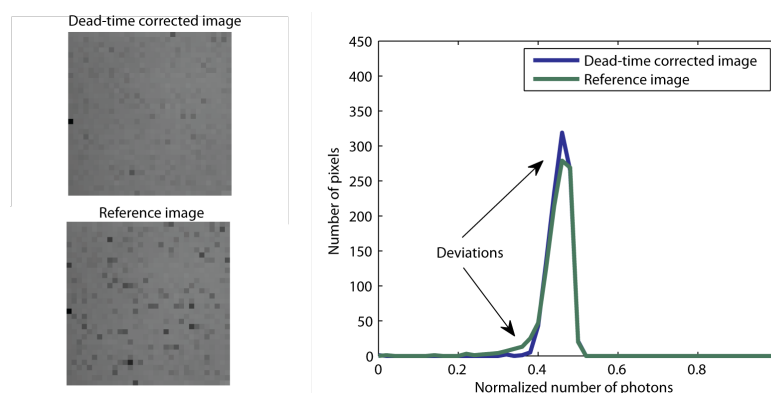 Dead-time corrected image
Reference image
450
400
350
300
250
200
150
100
50
0
Number of pixels
0 0.2 0.4 0.6 0.8
Normalized number of photons
Dead-time corrected image
Reference image
Deviations